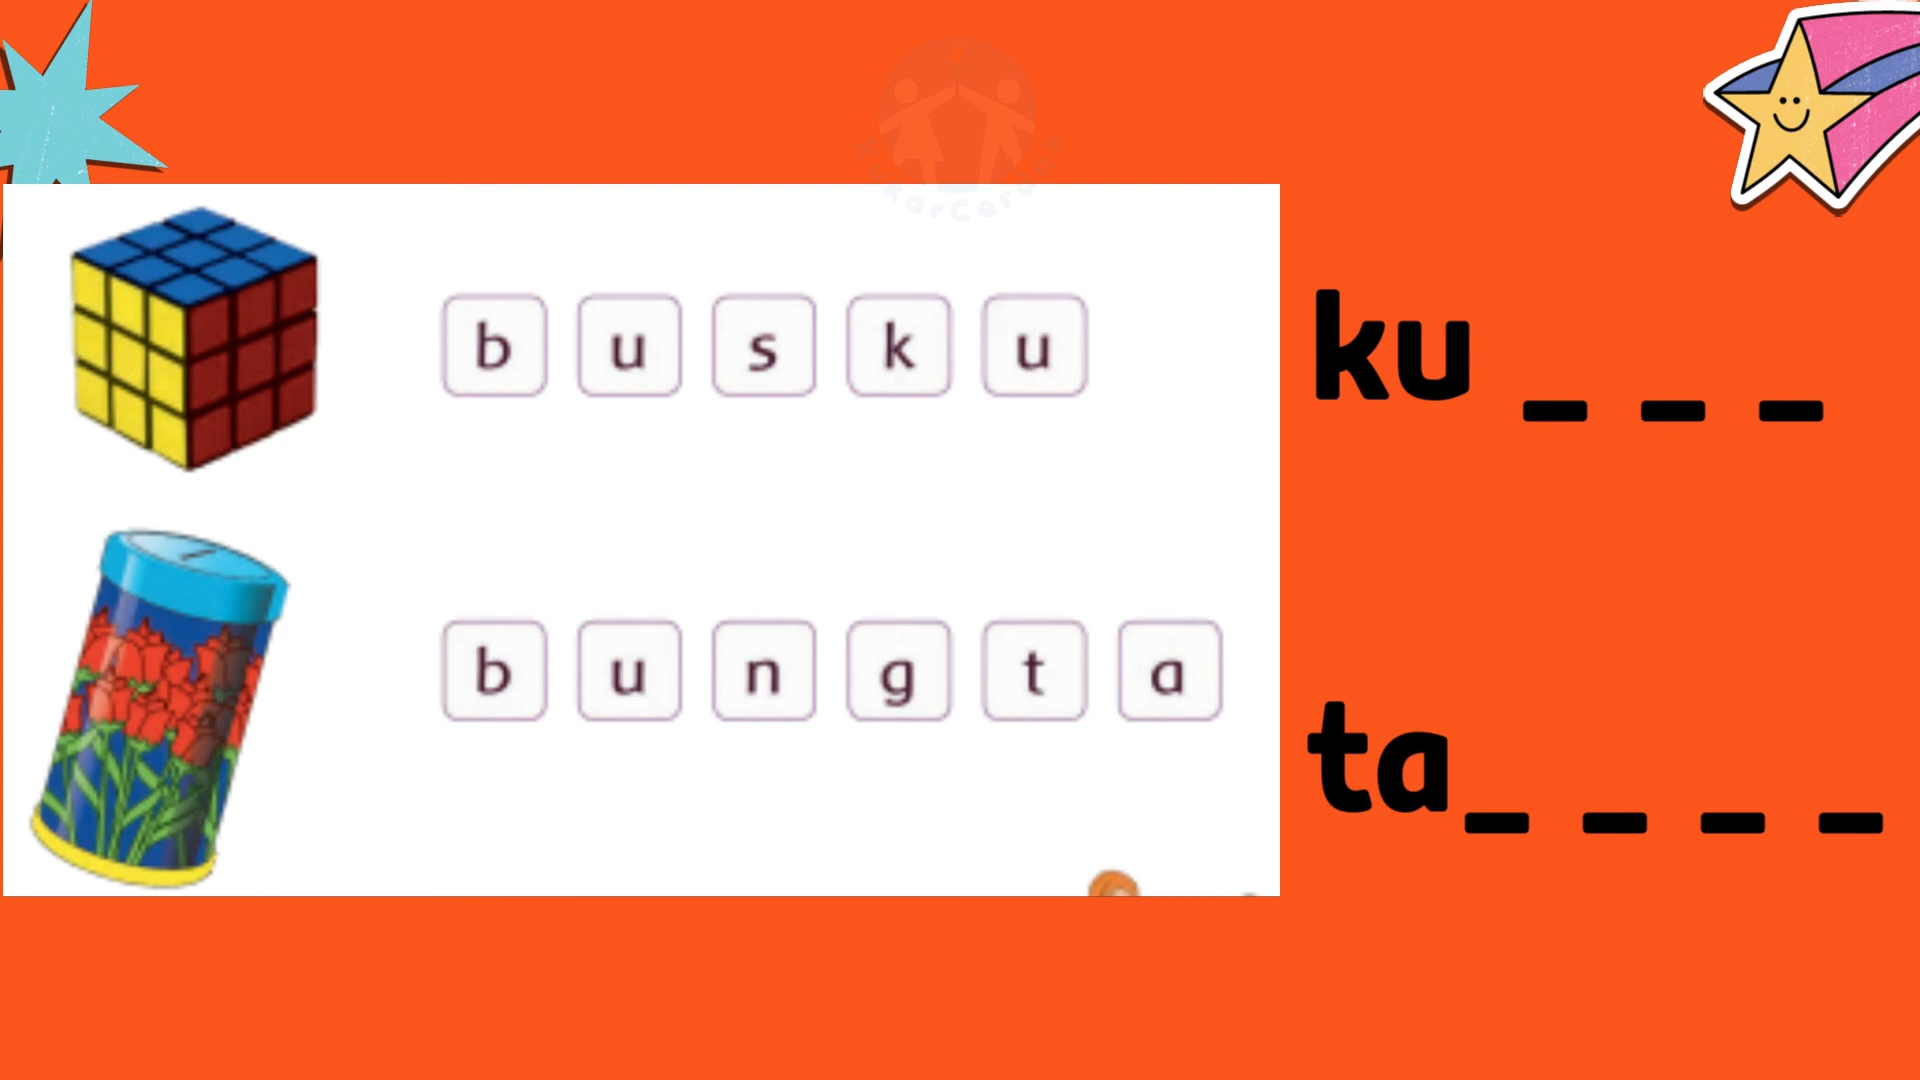 b u s k u
ku _ _ _
b u n g t a
ta_ _ _ _